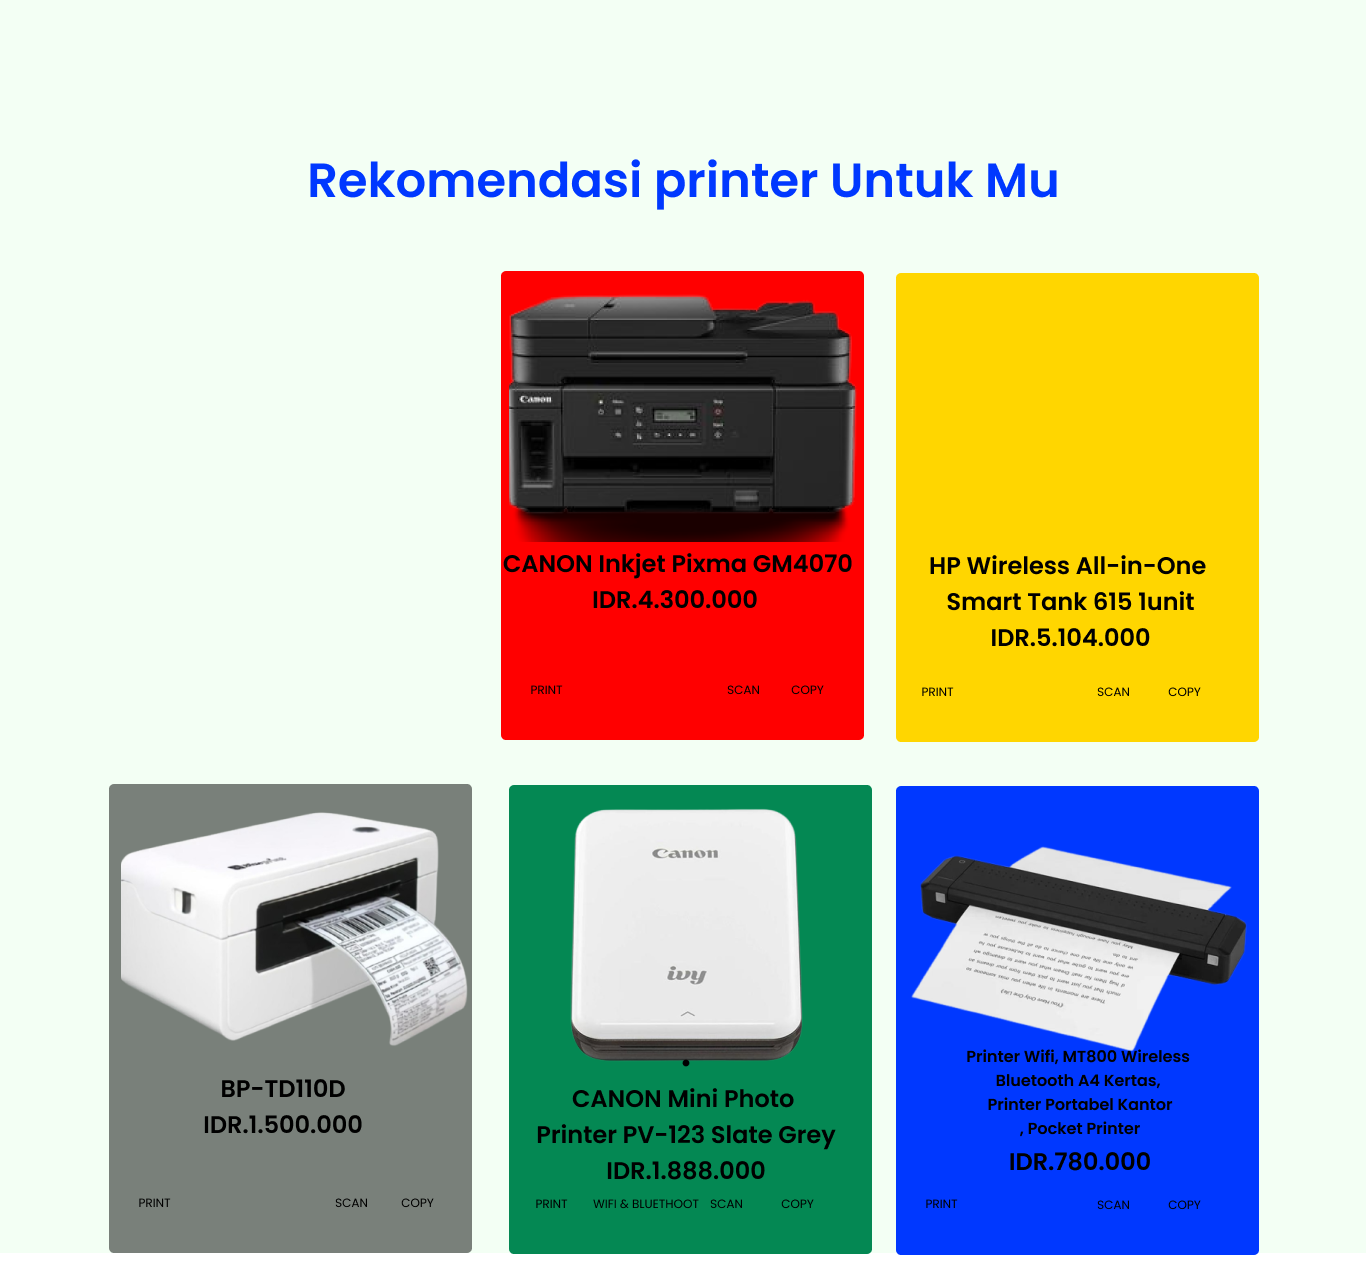 Rekomendasi printer Untuk Mu
Canon
CANON Inkjet Pixma GM4070
IDR.4.300.000
PRINT SCAN COPY
HP Wireless All-in-One
Smart Tank 615 1unit
IDR.5.104.000
PRINT SCAN COPY
BP-TD110D
IDR.1.500.000
PRINT SCAN COPY
Canon
ivy
CANON Mini Photo
Printer PV-123 Slate Grey
IDR.1.888.000
PRINT WIFI & BLUETHOOT SCAN COPY
Printer Wifi, MT800 Wireless
Bluetooth A4 Kertas,
Printer Portabel Kantor
, Pocket Printer
IDR.780.000
PRINT SCAN COPY